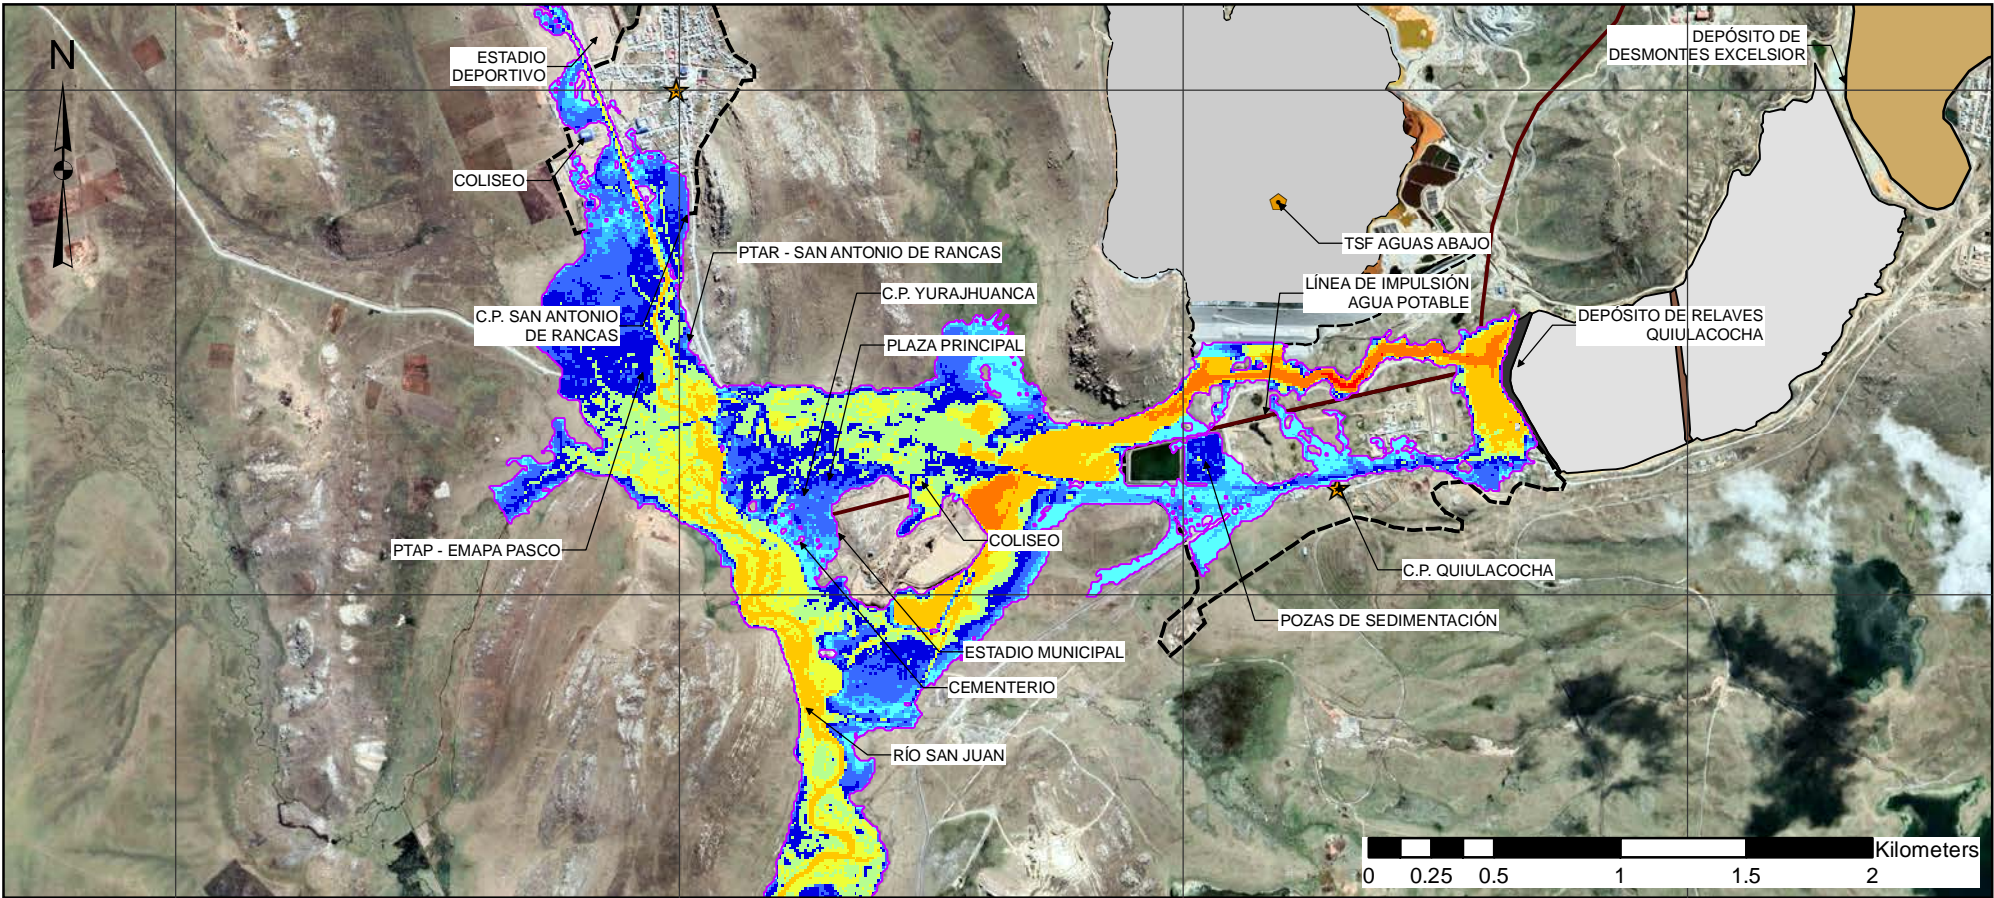 N
ESTADIO
DEPORTIVO
DEPÓSITO DE
DESMONTES EXCELSIOR
COLISEO
PTAR - SAN ANTONIO DE RANCAS
TSF AGUAS ABAJO
C.P. YURAJHUANCA
LÍNEA DE IMPULSIÓN
AGUA POTABLE
C.P. SAN ANTONIO
DE RANCAS
PLAZA PRINCIPAL
DEPÓSITO DE RELAVES
QUIULACOCHA
PTAP - EMAPA PASCO
COLISEO
C.P. QUIULACOCHA
POZAS DE SEDIMENTACIÓN
ESTADIO MUNICIPAL
CEMENTERIO
RÍO SAN JUAN
Kilometers
0 0.25 0.5 1 1.5 2